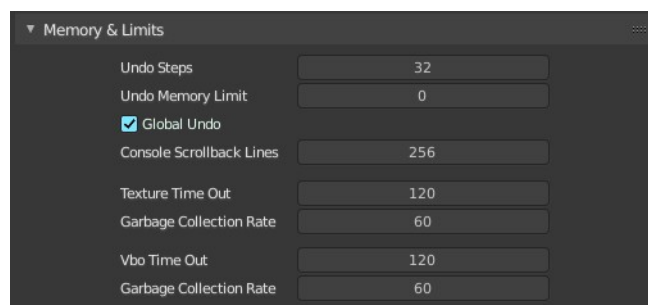 Memory & Limits
Undo Steps 32
Undo Memory Limit 0
Global Undo
Console Scrollback Lines 256
Texture Time Out 120
Garbage Collection Rate 60
Vbo Time Out 120
Garbage Collection Rate 60